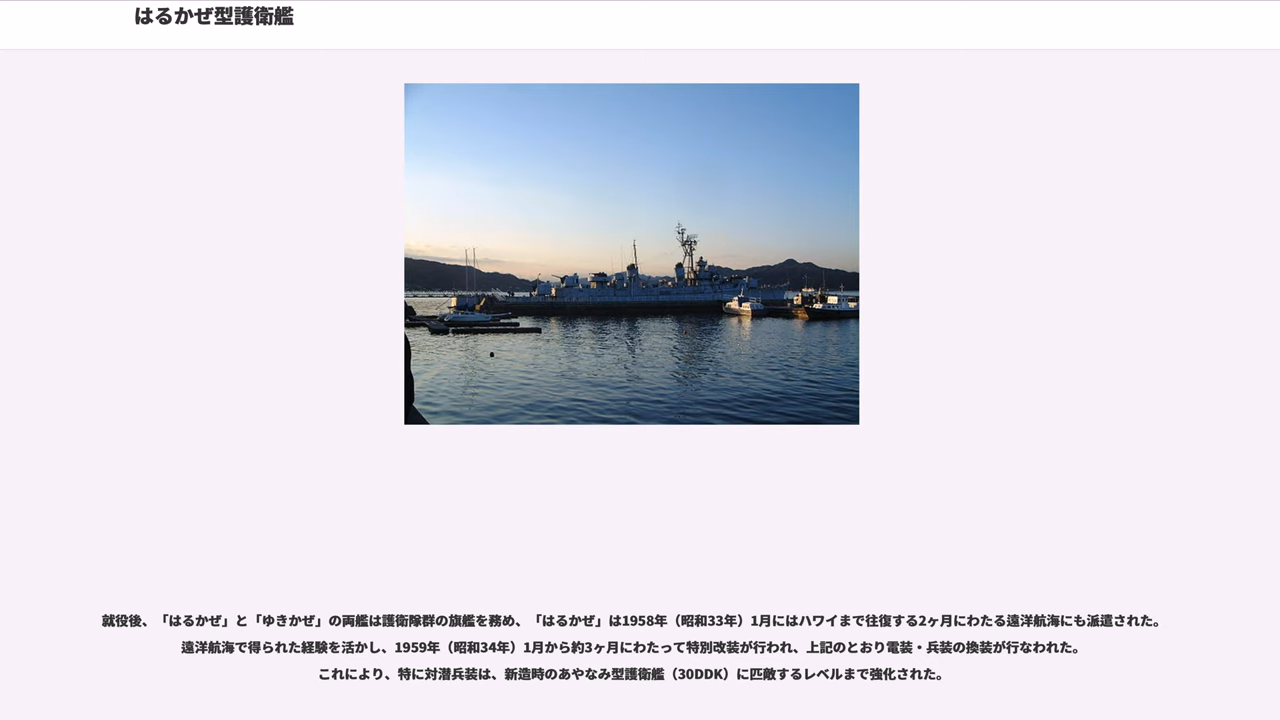 はるかぜ型護衛艦
就役後、「はるかぜ」と「ゆきかぜ」の両艦は護衛隊群の旗艦を務め、「はるかぜ」は1958年（昭和33年）1月にはハワイまで往復する2ヶ月にわたる遠洋航海にも派遣された。
遠洋航海で得られた経験を活かし、1959年（昭和34年）1月から約3ヶ月にわたって特別改装が行われ、上記のとおり電装・兵装の換装が行なわれた。
これにより、特に対潜兵装は、新造時のあやなみ型護衛艦（30DDK）に匹敵するレベルまで強化された。